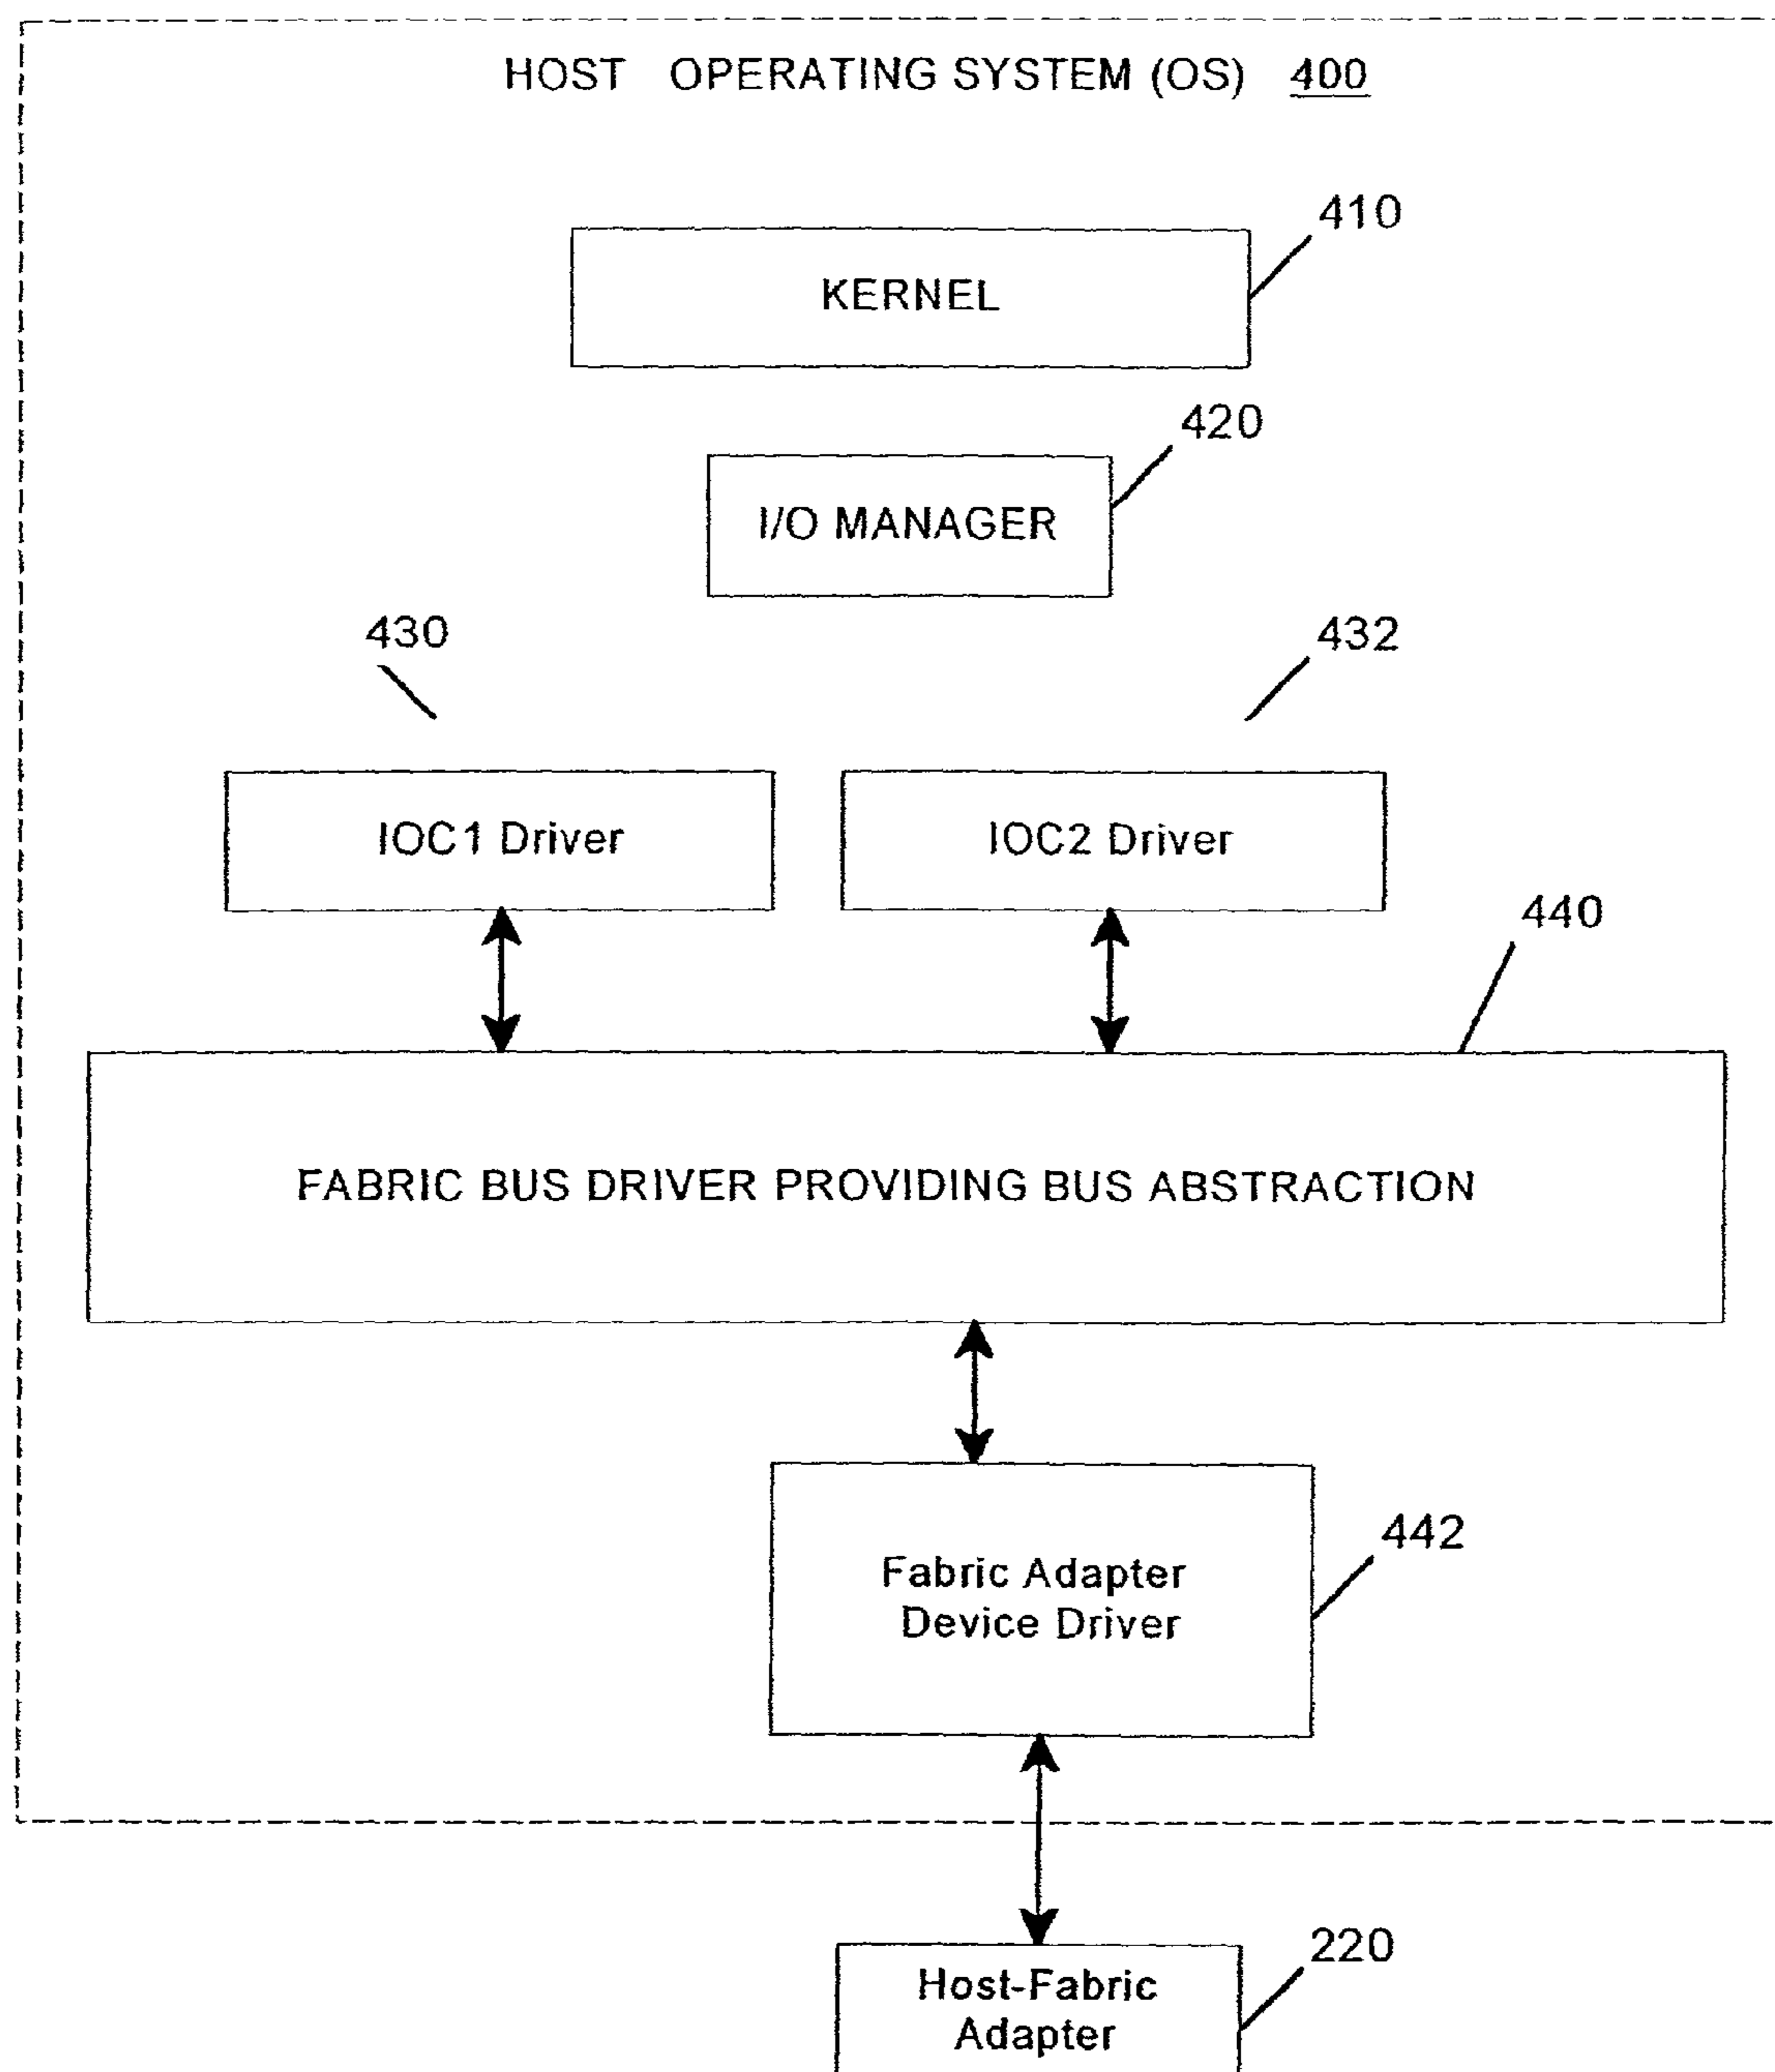 HOST OPERATING SYSTEM (OS) 400
410
KERNEL
420
I/O MANAGER
430
432
IOC1 Driver
IOC2 Driver
440
FABRIC BUS DRIVER PROVIDING BUS ABSTRACTION
442
Fabric Adapter
Device Driver
220
Host-Fabric
Adapter